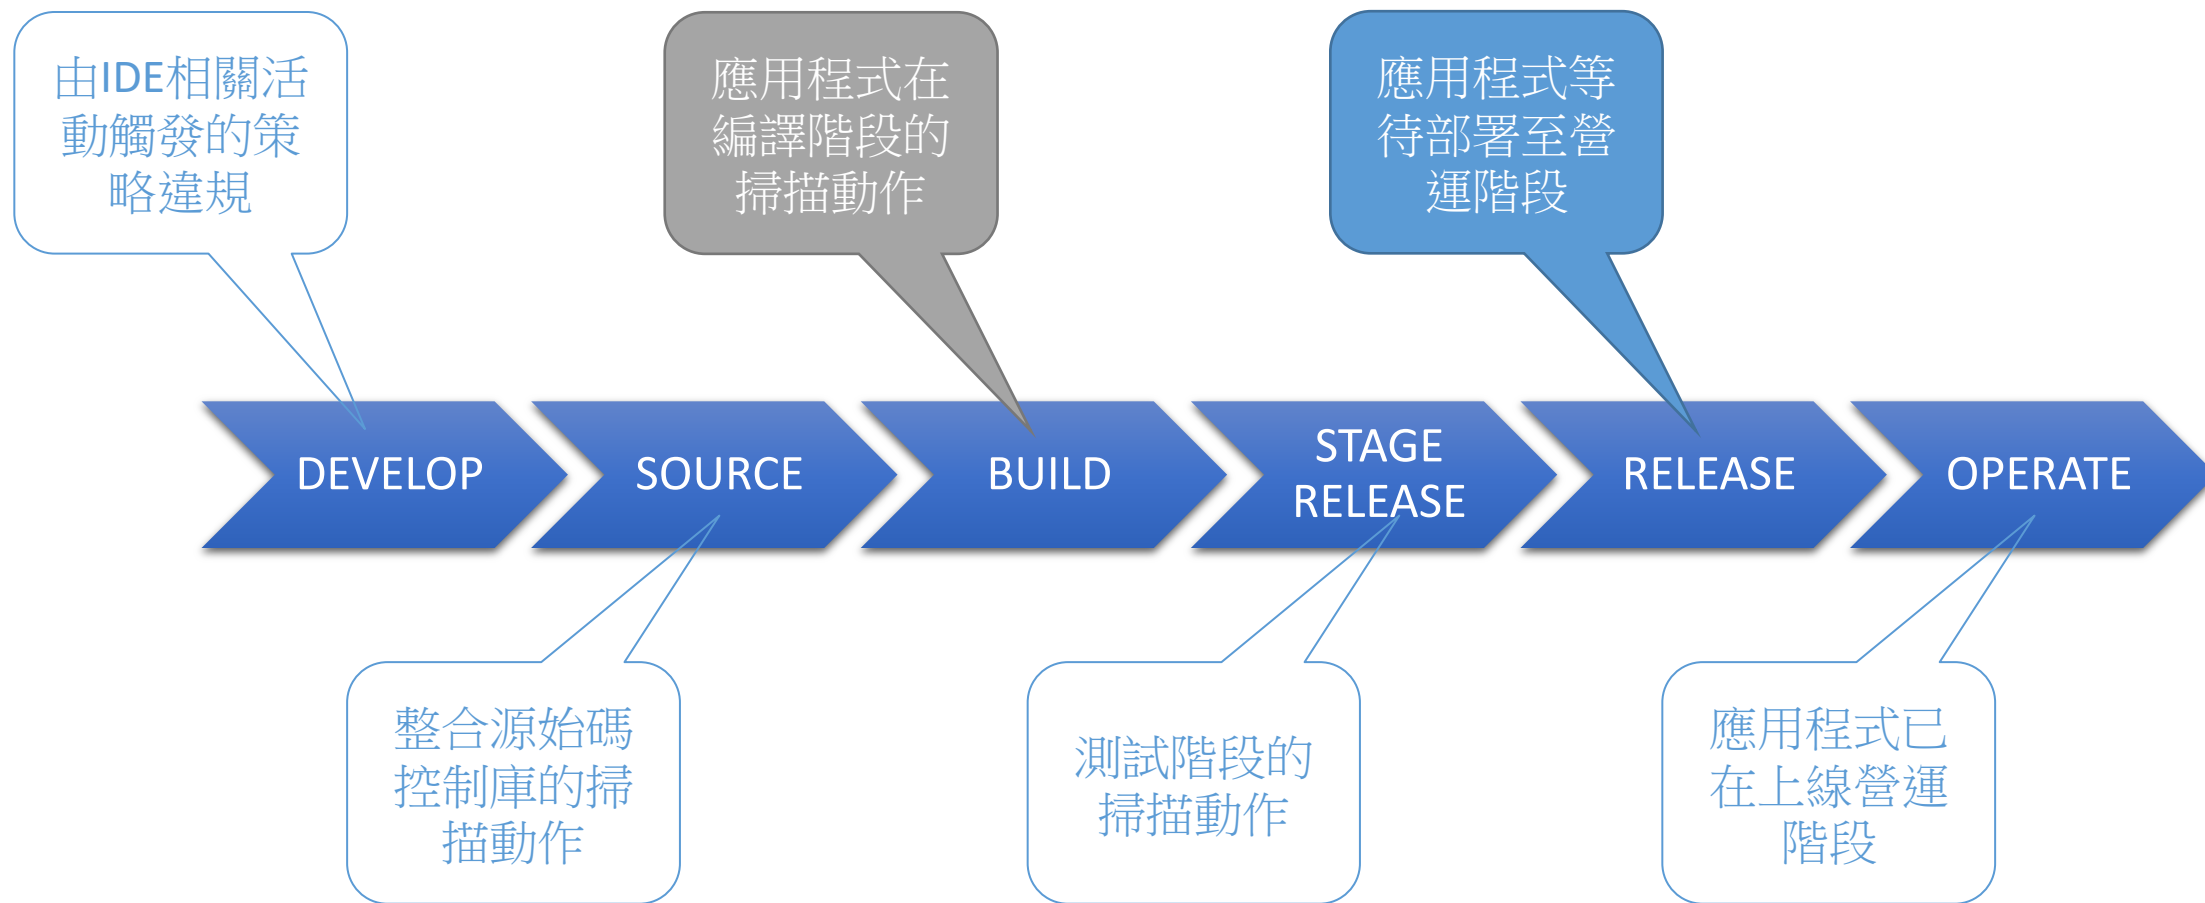 由IDE相關活
動觸發的策
略違規
應用程式在
編譯階段的
掃描動作
應用程式等
待部署至營
運階段
DEVELOP
SOURCE
BUILD
STAGE
RELEASE
RELEASE
OPERATE
整合源始碼
控制庫的掃
描動作
測試階段的
掃描動作
應用程式已
在上線營運
階段